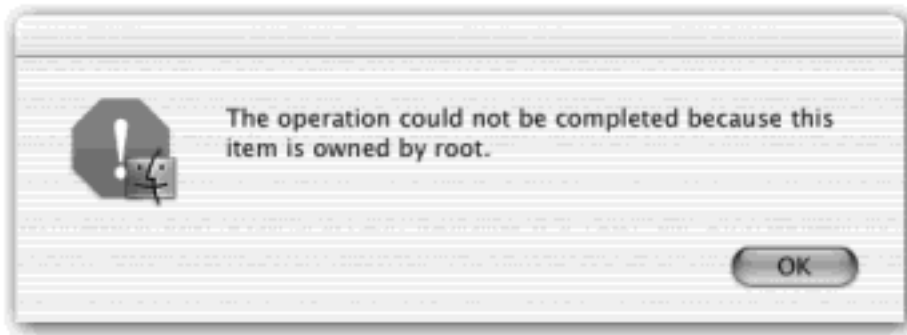 The operation could not be completed because this
item is owned by root.
OK